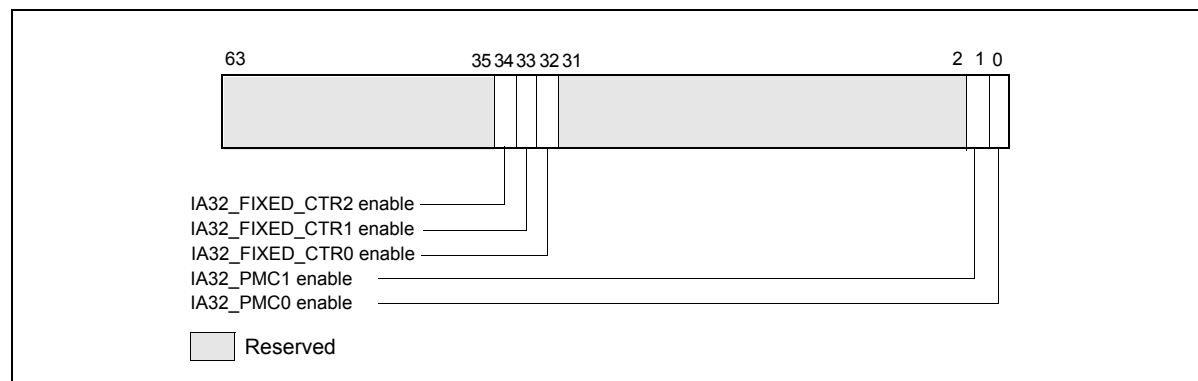 63 35 34 33 32 31 2 1 0
IA32_FIXED_CTR2 enable
IA32_FIXED_CTR1 enable
IA32_FIXED_CTR0 enable
IA32_PMC1 enable
IA32_PMC0 enable
Reserved